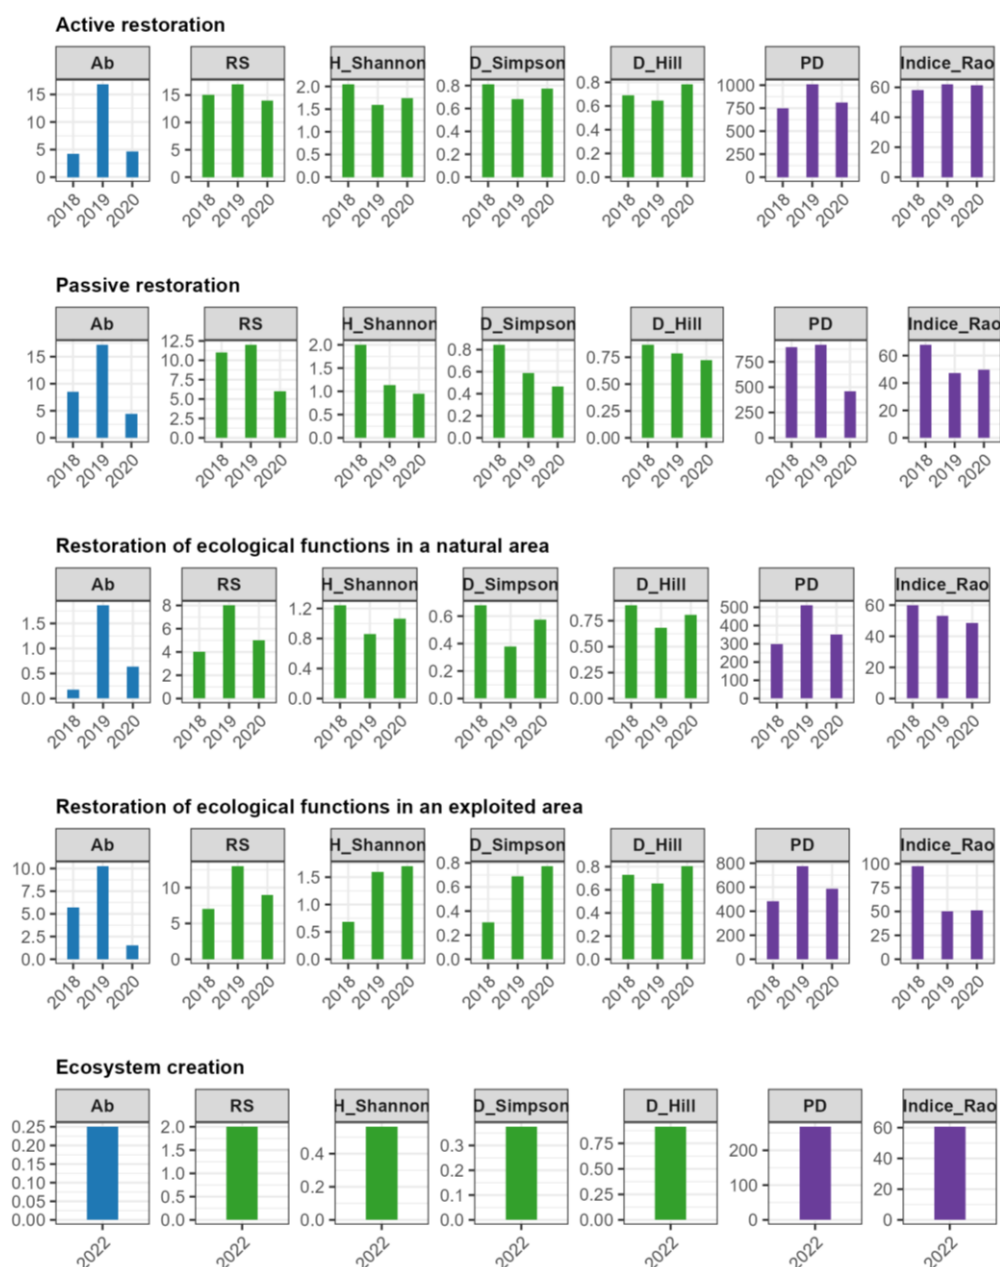 Active restoration
Ab RS H_Shannon D_Simpson D_Hill PD Indice_Rao
15 15 2.0 0.8 0.8 1000 60
10 10 1.5 0.6 0.6 750 40
5 5 1.0 0.4 0.4 500 20
0 0 0.5 0.2 0.2 250 0
0.0 0.0 0.0 0
2018 2019 2020 2018 2019 2020 2018 2019 2020 2018 2019 2020 2018 2019 2020 2018 2019 2020 2018 2019 2020
Passive restoration
Ab RS H_Shannon D_Simpson D_Hill PD Indice_Rao
15 12.5 2.0 0.8 0.75 750 60
10 10.0 1.5 0.6 0.50 500 40
5 7.5 1.0 0.4 0.25 250 20
0 5.0 0.5 0.2 0.00 0 0
2.5 0.0 0.0
0.0
2018 2019 2020 2018 2019 2020 2018 2019 2020 2018 2019 2020 2018 2019 2020 2018 2019 2020 2018 2019 2020
Restoration of ecological functions in a natural area
Ab RS H_Shannon D_Simpson D_Hill PD Indice_Rao
1.5 8 1.2 0.6 0.75 500 60
1.0 6 0.8 0.4 0.50 400 40
0.5 4 0.4 0.2 0.25 300 20
0.0 2 0.0 0.0 0.00 200 0
0 100
0
2018 2019 2020 2018 2019 2020 2018 2019 2020 2018 2019 2020 2018 2019 2020 2018 2019 2020 2018 2019 2020
Restoration of ecological functions in an exploited area
Ab RS H_Shannon D_Simpson D_Hill PD Indice_Rao
10.0 10 1.5 0.8 0.8 800 100
7.5 5 1.0 0.6 0.6 600 75
5.0 0 0.5 0.4 0.4 400 50
2.5 0.0 0.2 0.2 200 25
0.0 0.0 0.0 0 0
2018 2019 2020 2018 2019 2020 2018 2019 2020 2018 2019 2020 2018 2019 2020 2018 2019 2020 2018 2019 2020
Ecosystem creation
Ab RS H_Shannon D_Simpson D_Hill PD Indice_Rao
0.25 2.0 0.4 0.3 0.75 200 60
0.20 1.5 0.2 0.2 0.50 100 40
0.15 1.0 0.0 0.1 0.25 0 20
0.10 0.5 0.0 0.00 0
0.05 0.0
0.00
2022 2022 2022 2022 2022 2022 2022